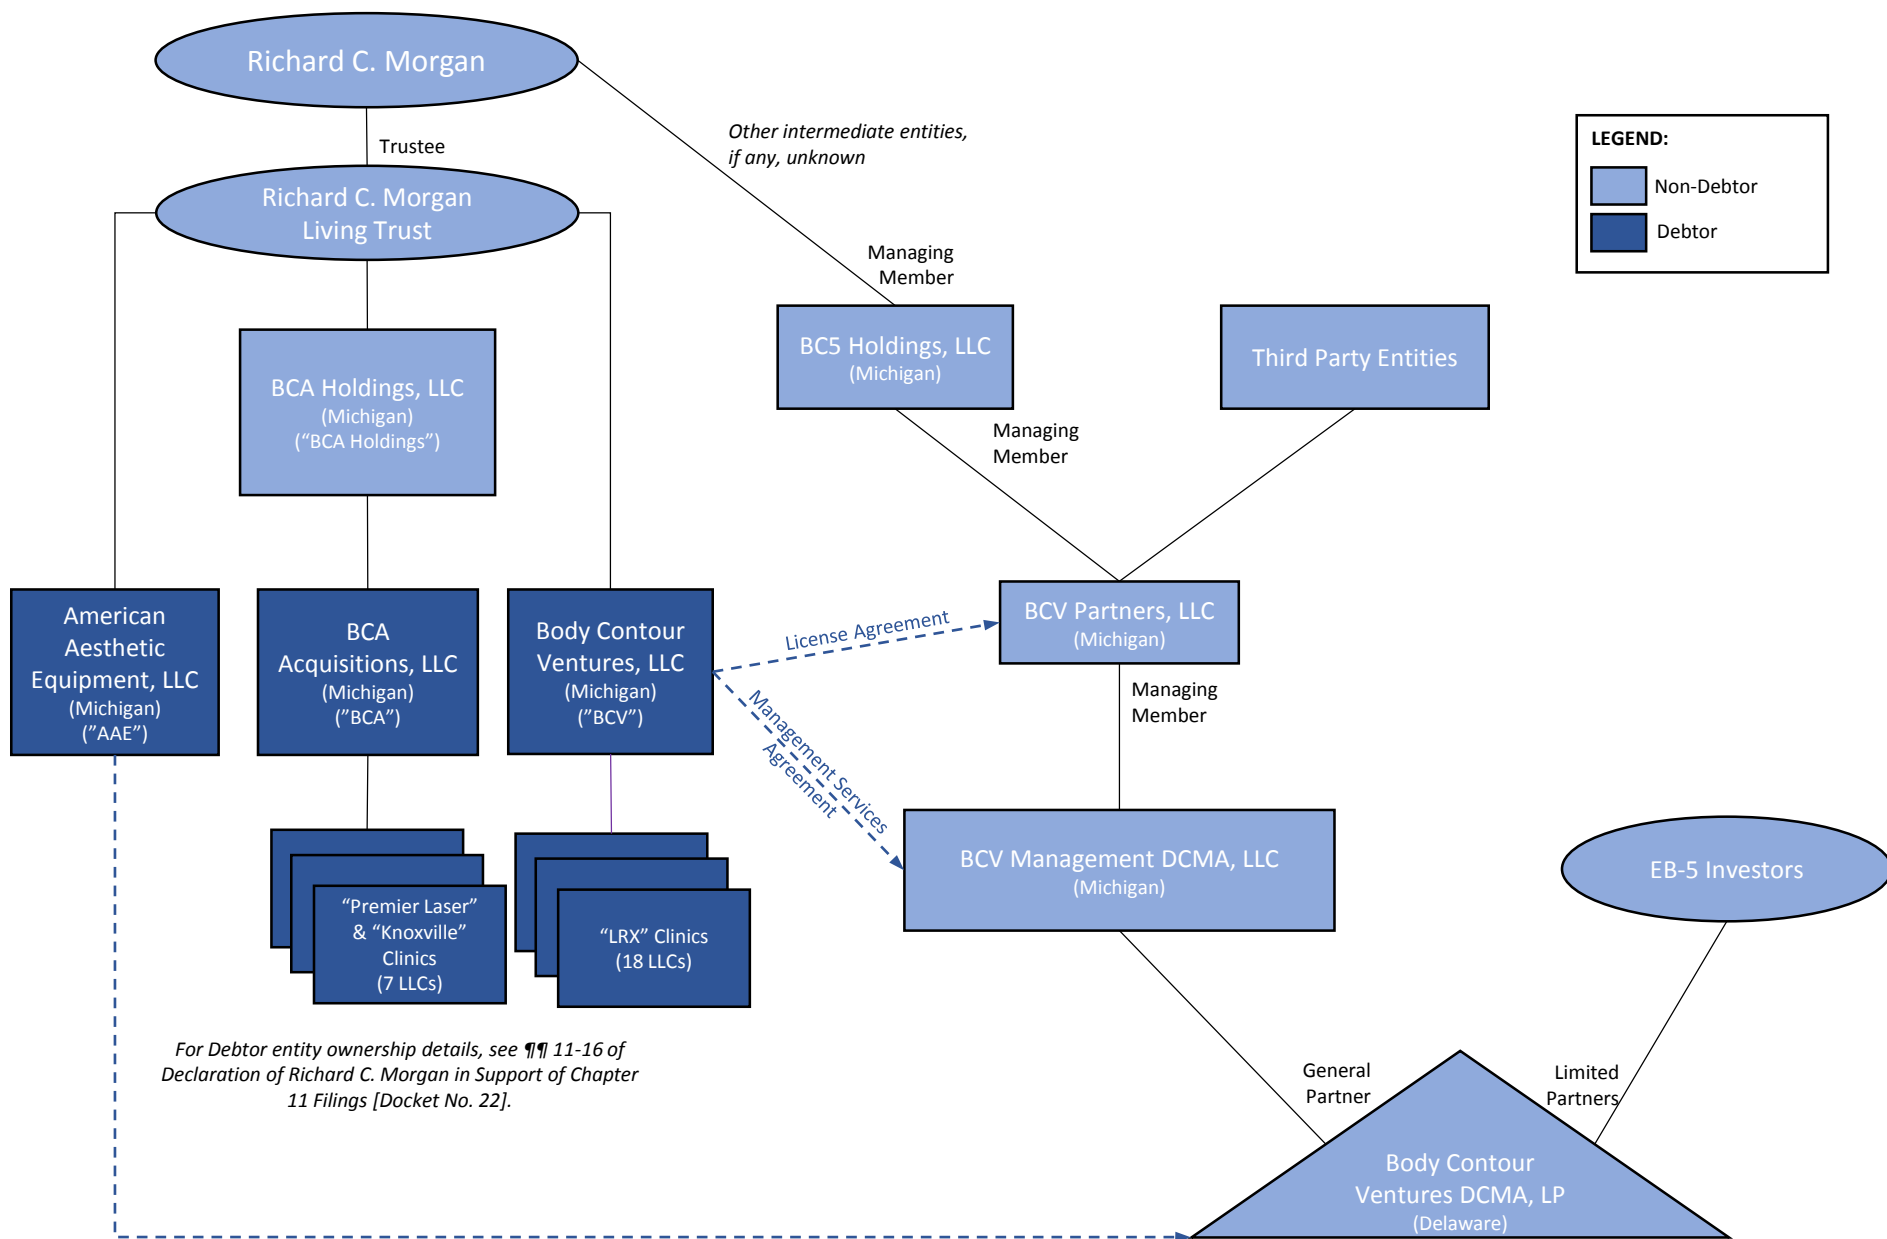 Richard C. Morgan
Trustee
Other intermediate entities,
if any, unknown
LEGEND:
Non-Debtor
Debtor
Richard C. Morgan
Living Trust
Managing
Member
BCA Holdings, LLC
(Michigan)
("BCA Holdings")
BC5 Holdings, LLC
(Michigan)
Third Party Entities
Managing
Member
American
Aesthetic
Equipment, LLC
(Michigan)
("AAE")
BCA
Acquisitions, LLC
(Michigan)
("BCA")
Body Contour
Ventures, LLC
(Michigan)
("BCV")
License Agreement
BCV Partners, LLC
(Michigan)
Management Services
Agreement
Managing
Member
BCV Management DCMA, LLC
(Michigan)
EB-5 Investors
“Premier Laser”
& “Knoxville”
Clinics
(7 LLCs)
“LRX” Clinics
(18 LLCs)
For Debtor entity ownership details, see ¶¶ 11-16 of
Declaration of Richard C. Morgan in Support of Chapter
11 Filings [Docket No. 22].
General
Partner
Limited
Partners
Body Contour
Ventures DCMA, LP
(Delaware)